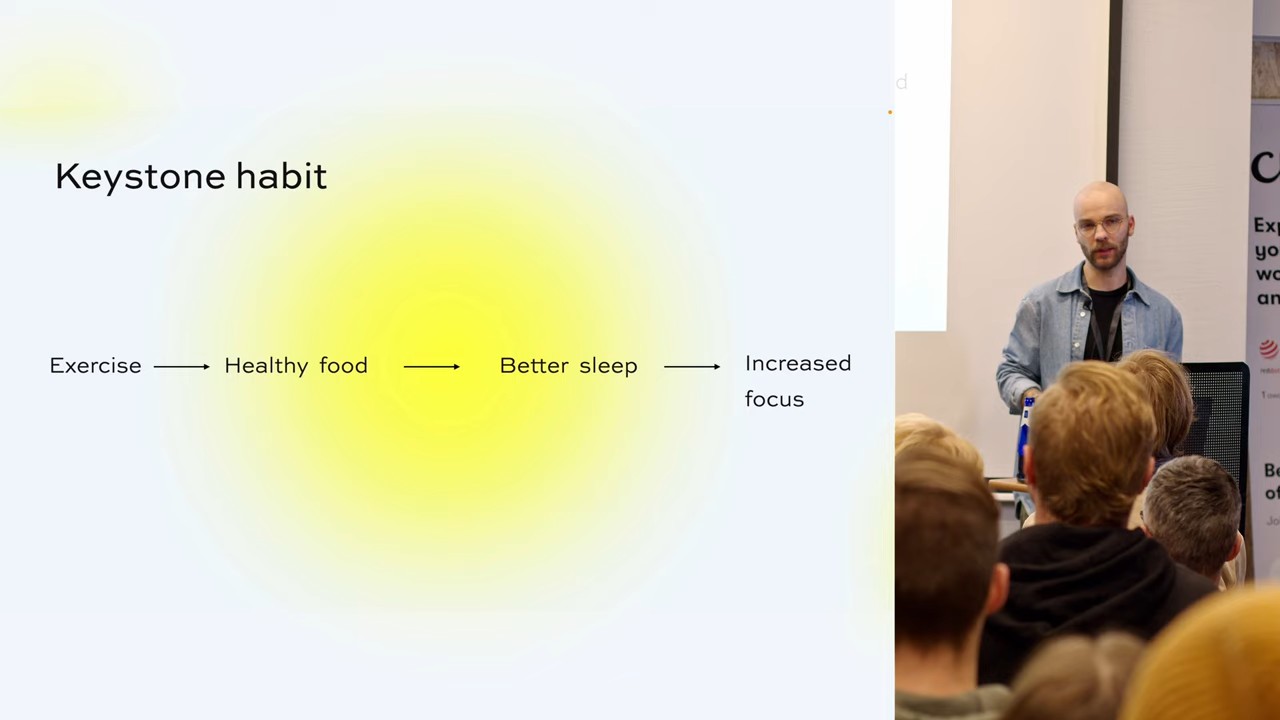 Keystone habit
Exercise
Healthy food
Better sleep
Increased
focus
d